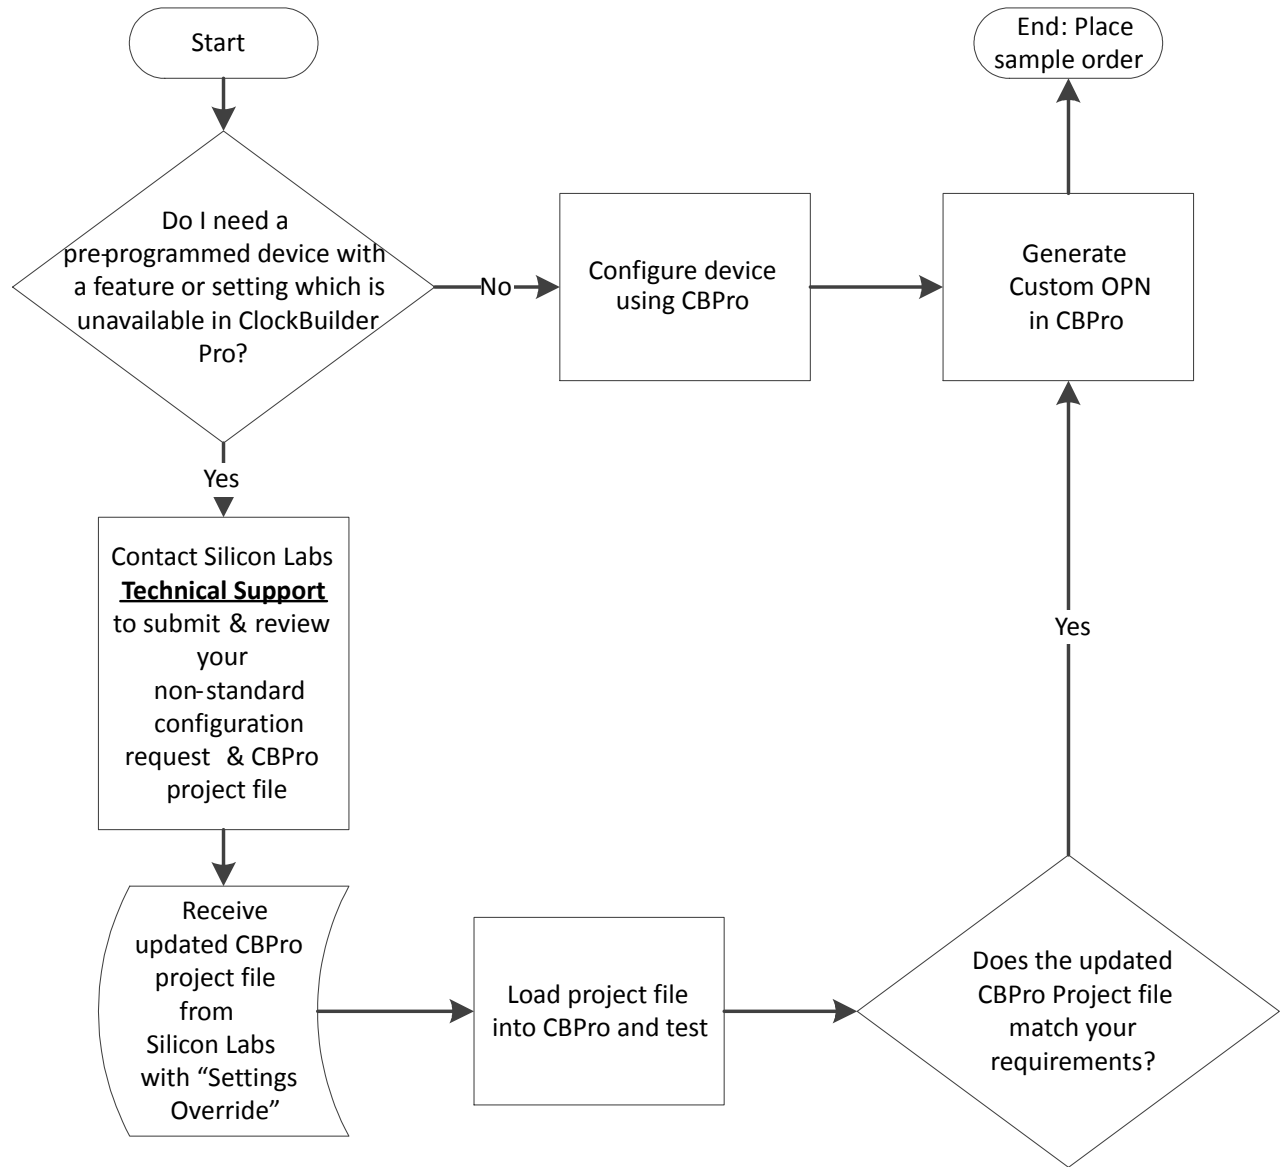 Start
End: Place
sample order
Do I need a
pre-programmed device with
a feature or setting which is
unavailable in ClockBuilder
Pro?
No
Configure device
using CBPro
Generate
Custom OPN
in CBPro
Yes
Contact Silicon Labs
Technical Support
to submit & review
your
non-standard
configuration
request & CBPro
project file
Yes
Receive
updated CBPro
project file
from
Silicon Labs
with “Settings
Override”
Load project file
into CBPro and test
Does the updated
CBPro Project file
match your
requirements?